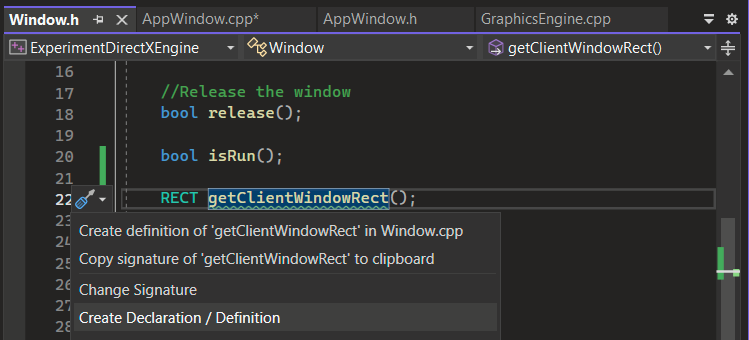 Window.h AppWindow.cpp* AppWindow.h GraphicsEngine.cpp
ExperimentDirectXEngine Window getClientWindowRect()
16
17 //Release the window
18 bool release();
19
20 bool isRun();
21
22 RECT getClientWindowRect();
23
Create definition of 'getClientWindowRect' in Window.cpp
24
25 Copy signature of 'getClientWindowRect' to clipboard
26 Change Signature
27
28 Create Declaration / Definition